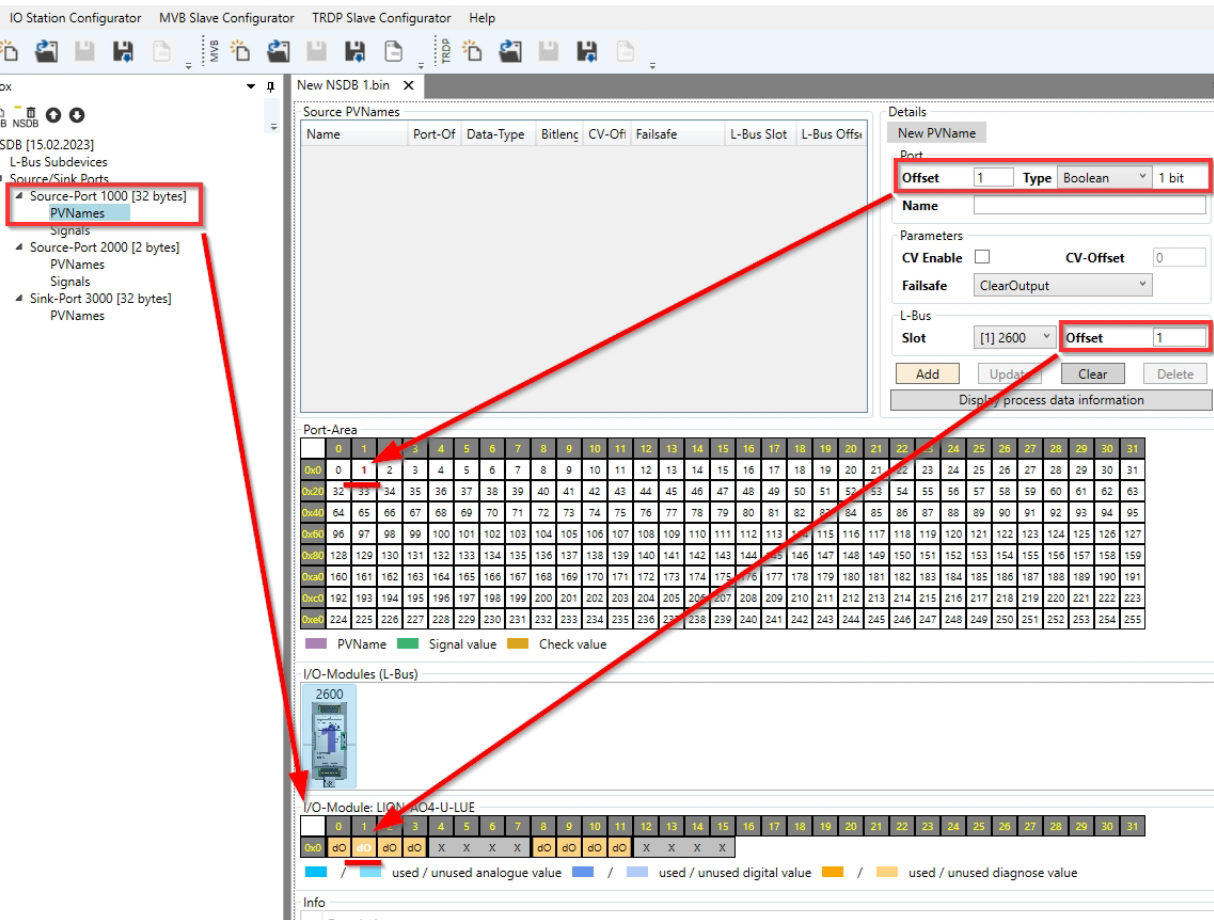 IO Station Configurator MVB Slave Configurator TRDP Slave Configurator Help
MVB TRDP
New NSDB 1.bin
NSDB
[15.02.2023]
L-Bus Subdevices
Source/Sink Ports
Source-Port 1000 [32 bytes]
PVNames
Signals
Source-Port 2000 [2 bytes]
PVNames
Signals
Sink-Port 3000 [32 bytes]
PVNames
Source PVNames
Name Port-Of Data-Type Bitleng CV-Off Failsafe L-Bus Slot L-Bus Offse
Details
New PVName
Port
Offset 1 Type Boolean 1 bit
Name
Parameters
CV Enable CV-Offset 0
Failsafe ClearOutput
L-Bus
Slot [1] 2600 Offset 1
Add Update Clear Delete
Display process data information
Port-Area
0 1 3 4 5 6 7 8 9 10 11 12 13 14 15 16 17 18 19 20 21 22 23 24 25 26 27 28 29 30 31
0x0 0 1 2 3 4 5 6 7 8 9 10 11 12 13 14 15 16 17 18 19 20 21 22 23 24 25 26 27 28 29 30 31
0x20 32 33 34 35 36 37 38 39 40 41 42 43 44 45 46 47 48 49 50 51 52 53 54 55 56 57 58 59 60 61 62 63
0x40 64 65 66 67 68 69 70 71 72 73 74 75 76 77 78 79 80 81 82 83 84 85 86 87 88 89 90 91 92 93 94 95
0x60 96 97 98 99 100 101 102 103 104 105 106 107 108 109 110 111 112 113 114 115 116 117 118 119 120 121 122 123 124 125 126 127
0x80 128 129 130 131 132 133 134 135 136 137 138 139 140 141 142 143 144 145 146 147 148 149 150 151 152 153 154 155 156 157 158 159
0xa0 160 161 162 163 164 165 166 167 168 169 170 171 172 173 174 175 176 177 178 179 180 181 182 183 184 185 186 187 188 189 190 191
0xc0 192 193 194 195 196 197 198 199 200 201 202 203 204 205 206 207 208 209 210 211 212 213 214 215 216 217 218 219 220 221 222 223
0xe0 224 225 226 227 228 229 230 231 232 233 234 235 236 237 238 239 240 241 242 243 244 245 246 247 248 249 250 251 252 253 254 255
PVName Signal value Check value
I/O-Modules (L-Bus)
2600
1
I/O-Module: LION-AO4-U-LUE
0 1 2 3 4 5 6 7 8 9 10 11 12 13 14 15 16 17 18 19 20 21 22 23 24 25 26 27 28 29 30 31
0x0 dO dO dO dO X X X X dO dO dO dO X X X X
/ used / unused analogue value / used / unused digital value / used / unused diagnose value
Info